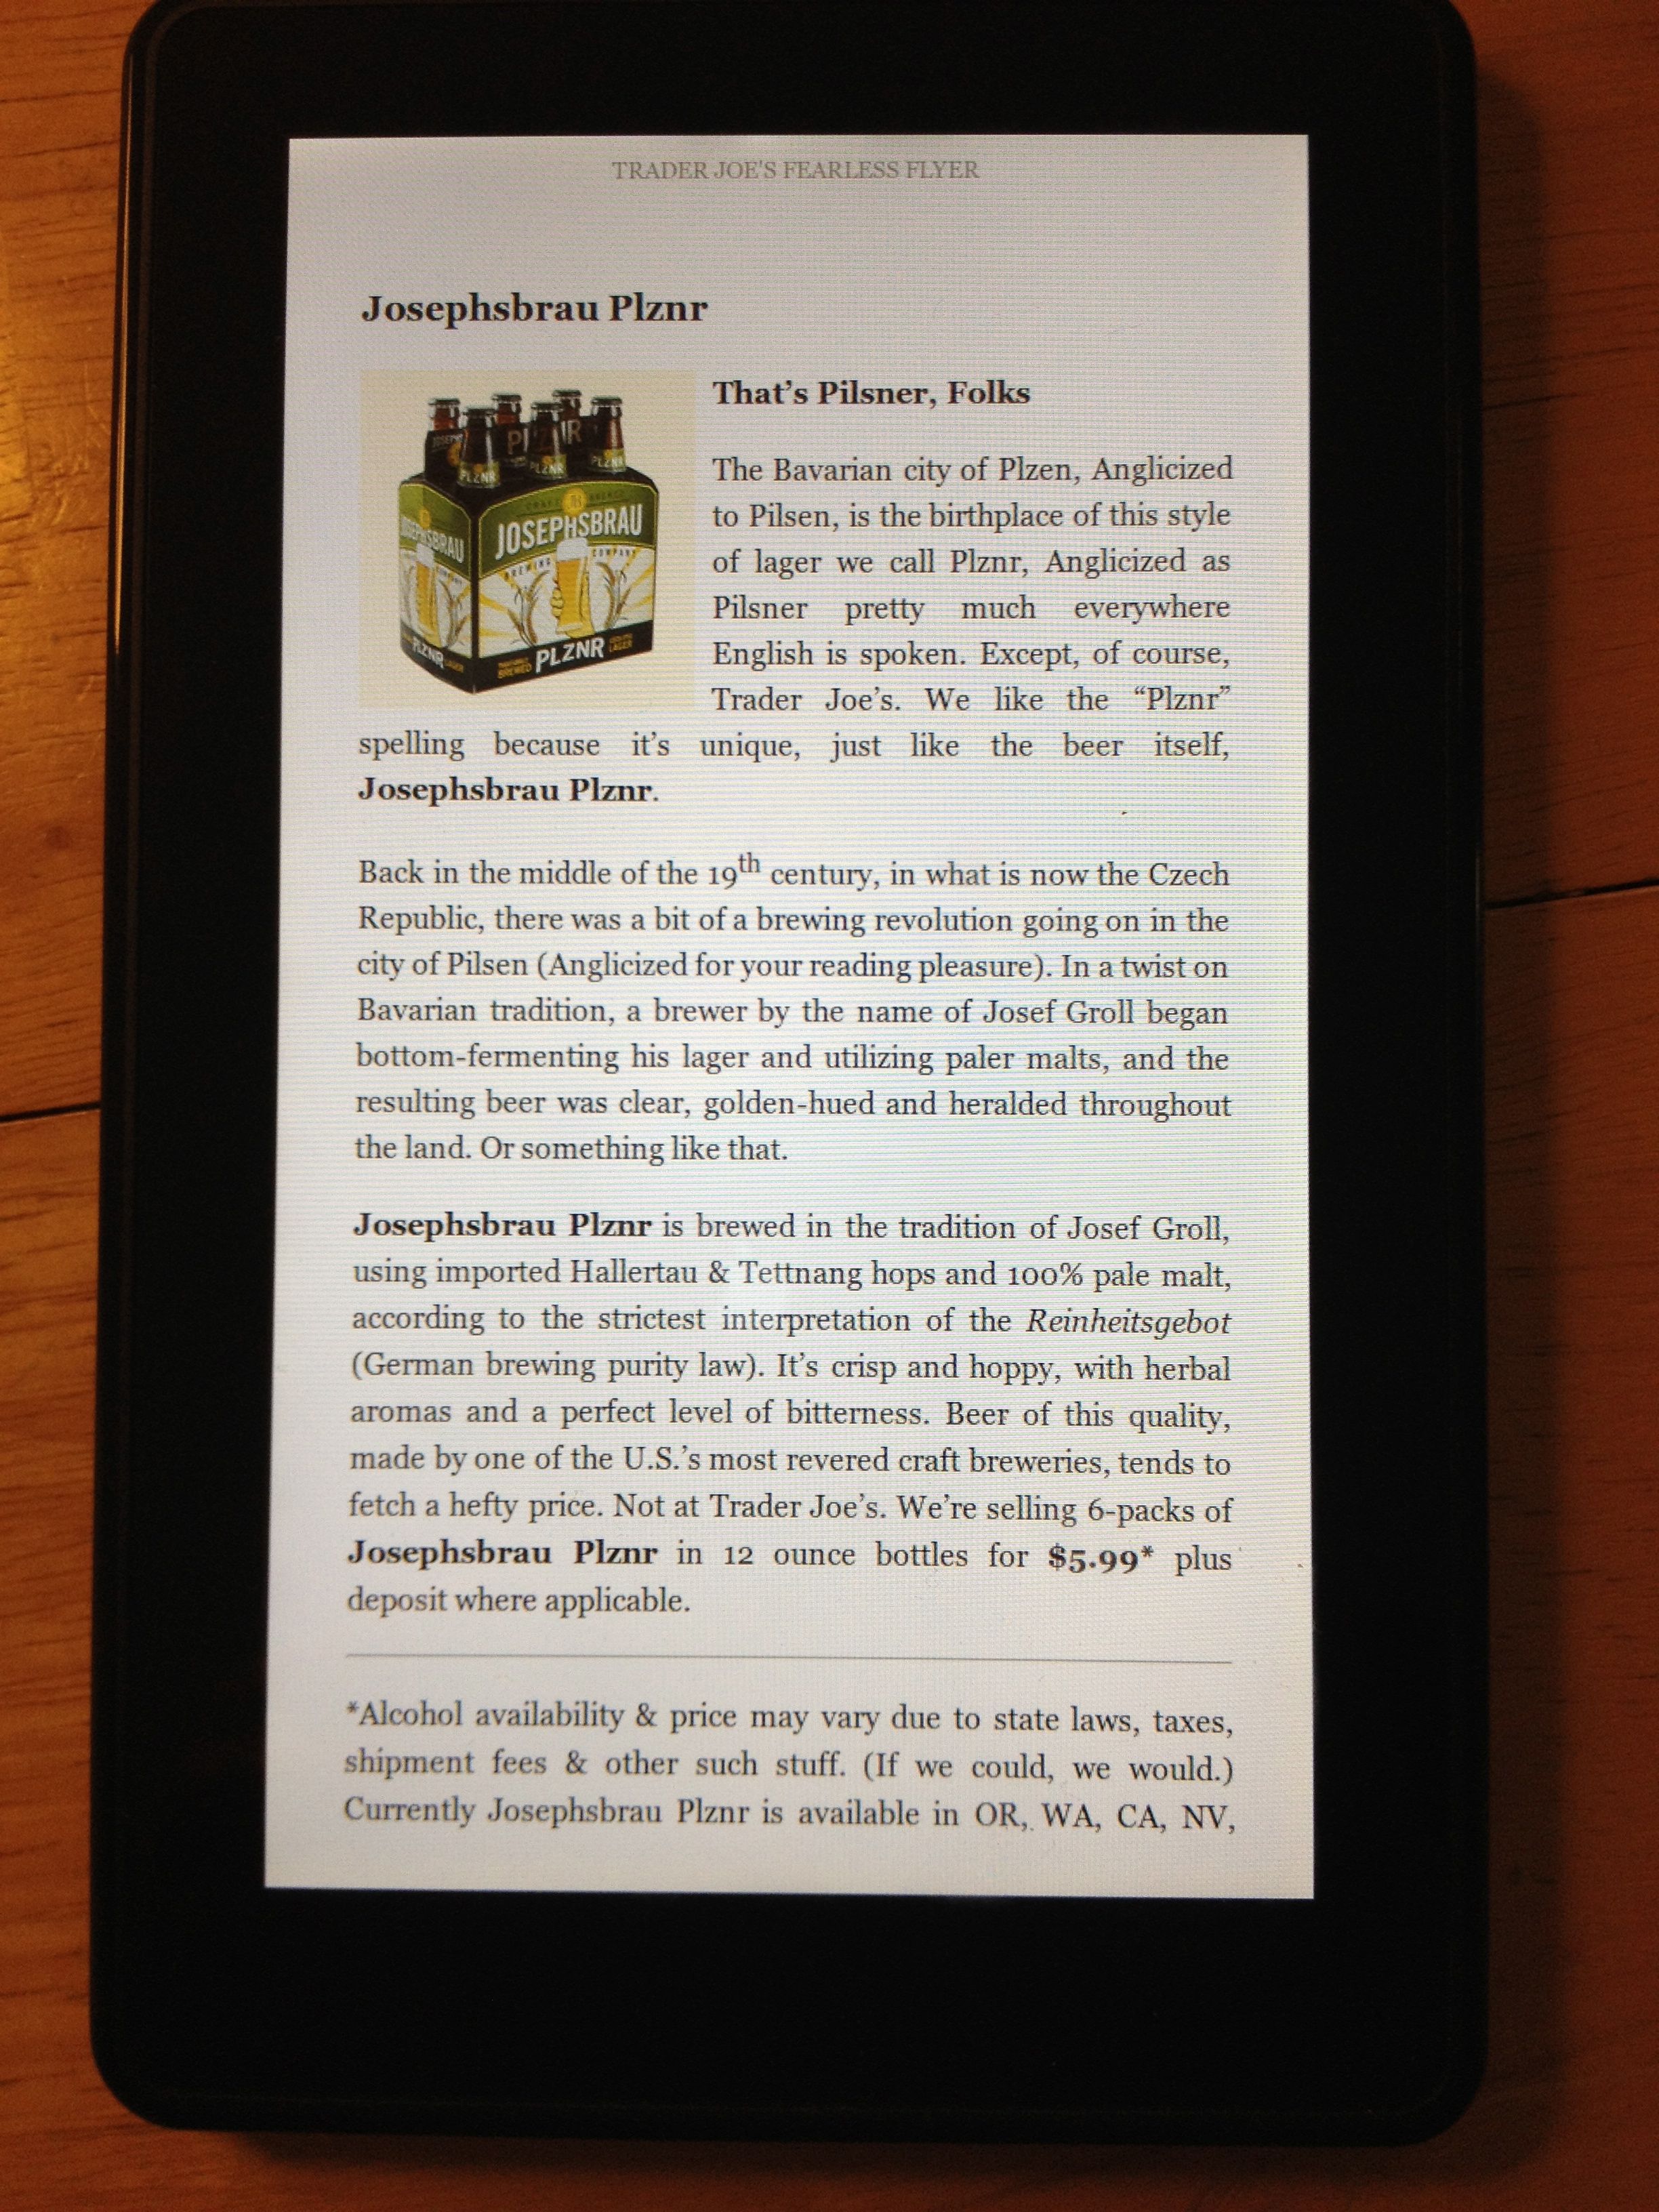 TRADER JOE'S FEARLESS FLYER
Josephsbrau Plznr
JOSEPHSBRAU
BREWING COMPANY
PLZNR
LAGER
BREWED
That's Pilsner, Folks
The Bavarian city of Plzen, Anglicized
to Pilsen, is the birthplace of this style
of lager we call Plznr, Anglicized as
Pilsner pretty much everywhere
English is spoken. Except, of course,
Trader Joe's. We like the “Plznr”
spelling because it's unique, just like the beer itself,
Josephsbrau Plznr.
Back in the middle of the 19th century, in what is now the Czech
Republic, there was a bit of a brewing revolution going on in the
city of Pilsen (Anglicized for your reading pleasure). In a twist on
Bavarian tradition, a brewer by the name of Josef Groll began
bottom-fermenting his lager and utilizing paler malts, and the
resulting beer was clear, golden-hued and heralded throughout
the land. Or something like that.
Josephsbrau Plznr is brewed in the tradition of Josef Groll,
using imported Hallertau & Tettnang hops and 100% pale malt,
according to the strictest interpretation of the Reinheitsgebot
(German brewing purity law). It's crisp and hoppy, with herbal
aromas and a perfect level of bitterness. Beer of this quality,
made by one of the U.S.'s most revered craft breweries, tends to
fetch a hefty price. Not at Trader Joe's. We're selling 6-packs of
Josephsbrau Plznr in 12 ounce bottles for $5.99* plus
deposit where applicable.
*Alcohol availability & price may vary due to state laws, taxes,
shipment fees & other such stuff. (If we could, we would.)
Currently Josephsbrau Plznr is available in OR, WA, CA, NV,